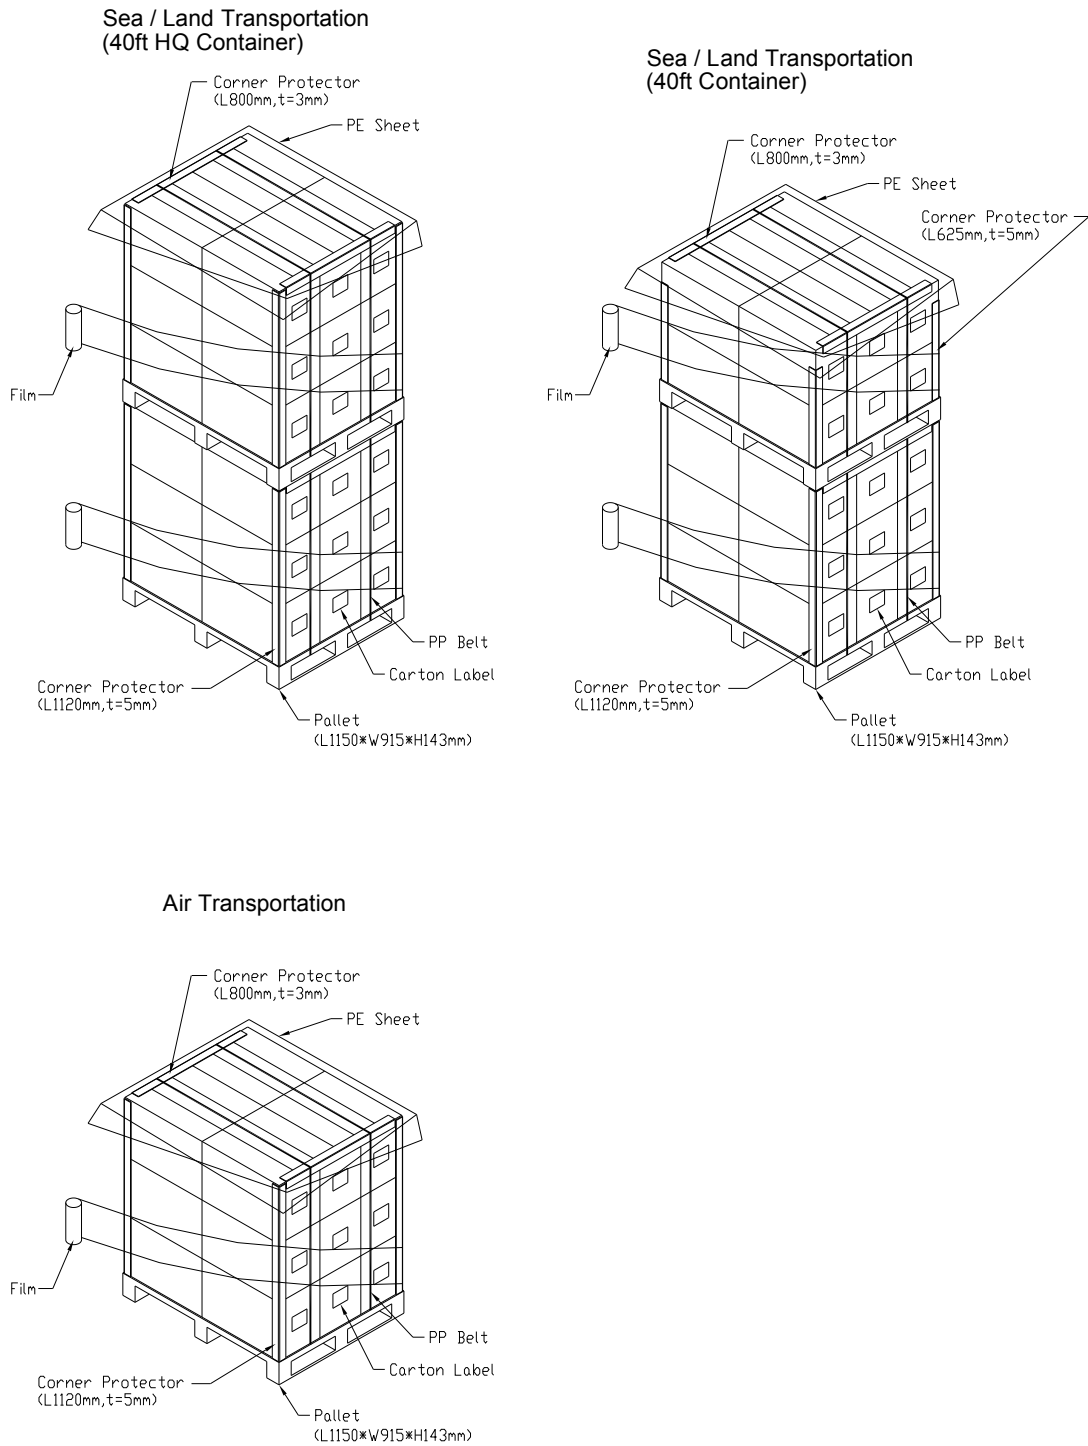 Sea / Land Transportation
(40ft HQ Container)
Corner Protector
(L800mm,t=3mm)
PE Sheet
Film
PP Belt
Carton Label
Corner Protector
(L1120mm,t=5mm)
Pallet
(L1150*W915*H143mm)
Sea / Land Transportation
(40ft Container)
Corner Protector
(L800mm,t=3mm)
PE Sheet
Corner Protector
(L625mm,t=5mm)
Film
PP Belt
Carton Label
Corner Protector
(L1120mm,t=5mm)
Pallet
(L1150*W915*H143mm)
Air Transportation
Corner Protector
(L800mm,t=3mm)
PE Sheet
Film
PP Belt
Carton Label
Corner Protector
(L1120mm,t=5mm)
Pallet
(L1150*W915*H143mm)